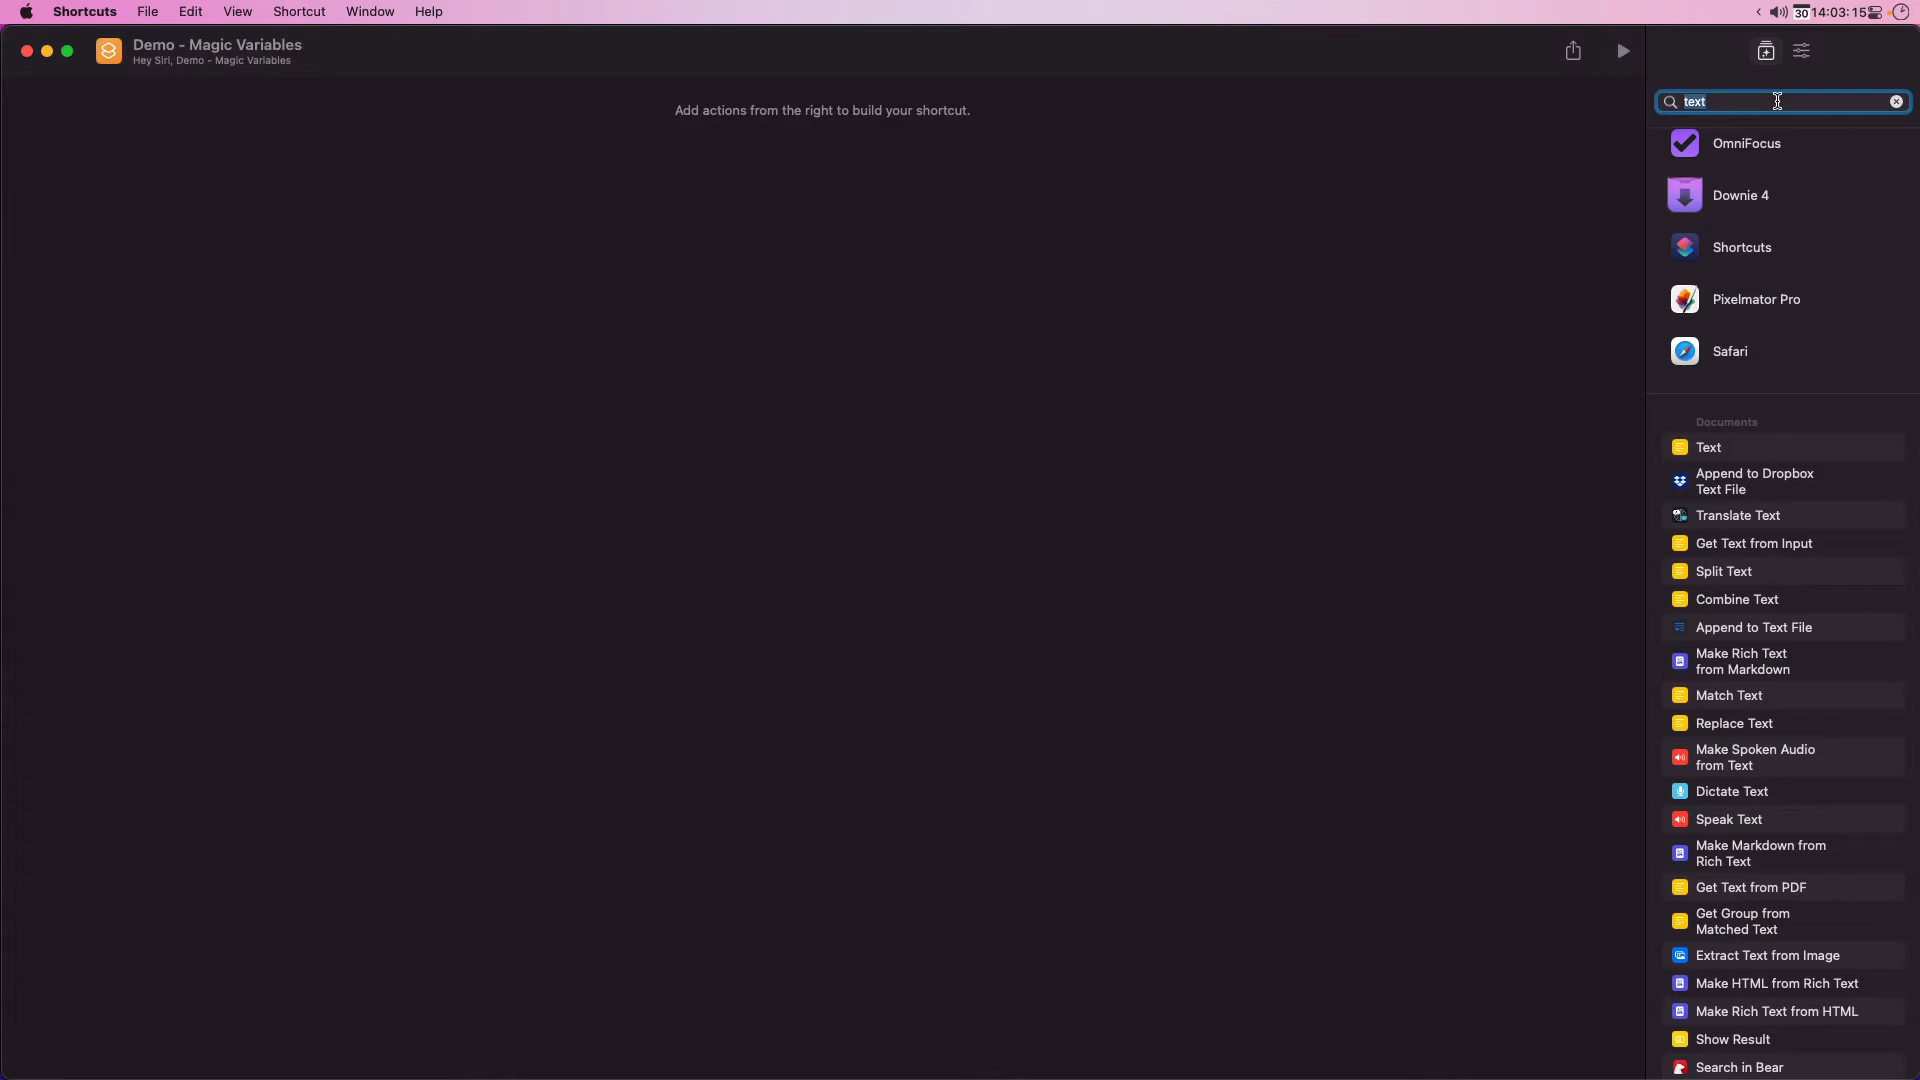 Shortcuts File Edit View Shortcut Window Help
30 14:03:15
Demo - Magic Variables
Hey Siri, Demo - Magic Variables
Add actions from the right to build your shortcut.
text
OmniFocus
Downie 4
Shortcuts
Pixelmator Pro
Safari
Documents
Text
Append to Dropbox
Text File
Translate Text
Get Text from Input
Split Text
Combine Text
Append to Text File
Make Rich Text
from Markdown
Match Text
Replace Text
Make Spoken Audio
from Text
Dictate Text
Speak Text
Make Markdown from
Rich Text
Get Text from PDF
Get Group from
Matched Text
Extract Text from Image
Make HTML from Rich Text
Make Rich Text from HTML
Show Result
Search in Bear